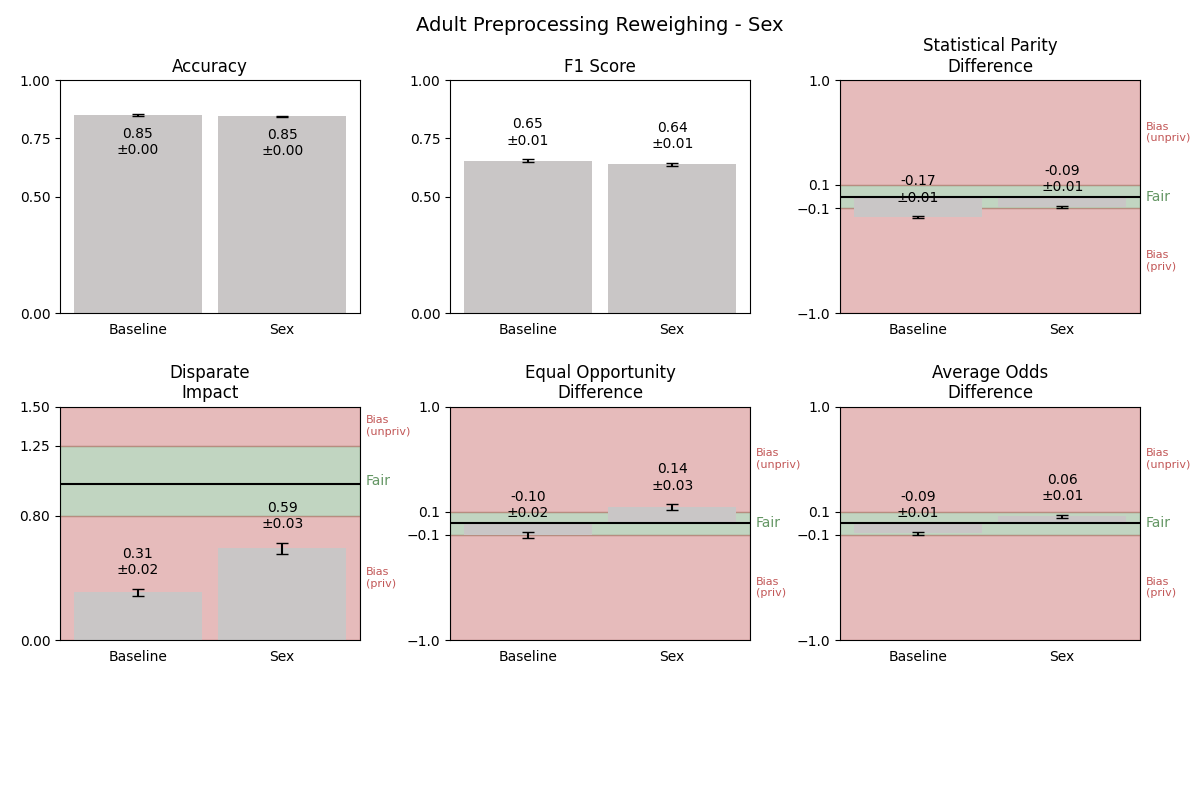 Adult Preprocessing Reweighing - Sex
Accuracy
1.00
0.75
0.50
0.00
0.85
±0.00
0.85
±0.00
Baseline
Sex
F1 Score
1.00
0.75
0.50
0.00
0.65
±0.01
0.64
±0.01
Baseline
Sex
Statistical Parity
Difference
1.0
0.1
−0.1
−1.0
-0.17
±0.01
-0.09
±0.01
Bias
(unpriv)
Fair
Bias
(priv)
Baseline
Sex
Disparate
Impact
1.50
1.25
0.80
0.00
0.31
±0.02
0.59
±0.03
Bias
(unpriv)
Fair
Bias
(priv)
Baseline
Sex
Equal Opportunity
Difference
1.0
0.1
−0.1
−1.0
-0.10
±0.02
0.14
±0.03
Bias
(unpriv)
Fair
Bias
(priv)
Baseline
Sex
Average Odds
Difference
1.0
0.1
−0.1
−1.0
-0.09
±0.01
0.06
±0.01
Bias
(unpriv)
Fair
Bias
(priv)
Baseline
Sex